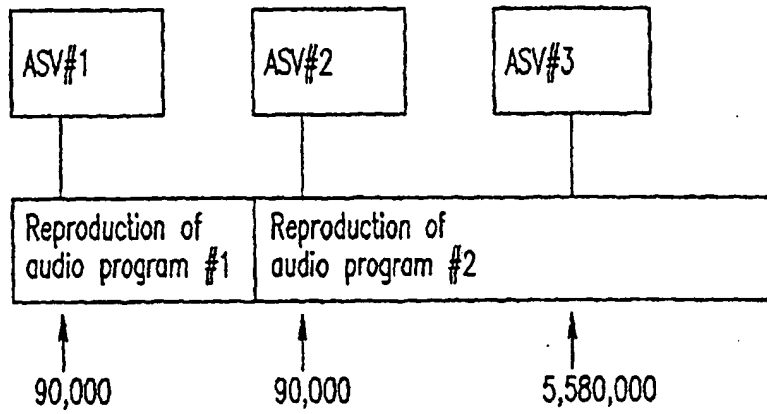 ASV#1
ASV#2
ASV#3
Reproduction of
audio program #1
Reproduction of
audio program #2
90,000
90,000
5,580,000